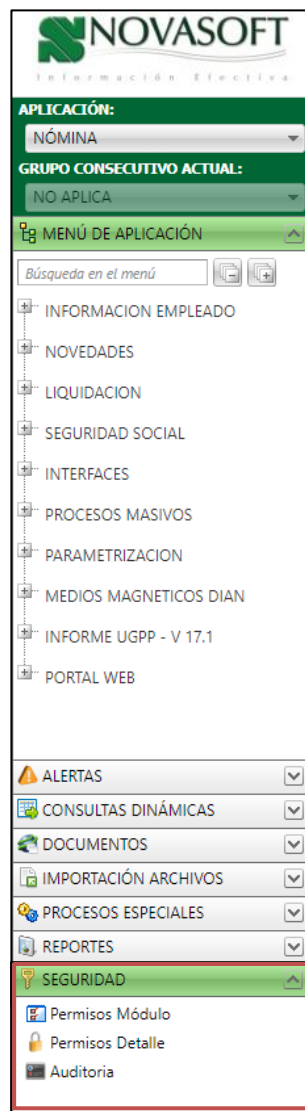 NOVASOFT
Información Efectiva
APLICACIÓN:
NÓMINA
GRUPO CONSECUTIVO ACTUAL:
NO APLICA
MENÚ DE APLICACIÓN
Búsqueda en el menú
INFORMACION EMPLEADO
NOVEDADES
LIQUIDACION
SEGURIDAD SOCIAL
INTERFACES
PROCESOS MASIVOS
PARAMETRIZACION
MEDIOS MAGNETICOS DIAN
INFORME UGPP - V 17.1
PORTAL WEB
ALERTAS
CONSULTAS DINÁMICAS
DOCUMENTOS
IMPORTACIÓN ARCHIVOS
PROCESOS ESPECIALES
REPORTES
SEGURIDAD
Permisos Módulo
Permisos Detalle
Auditoria